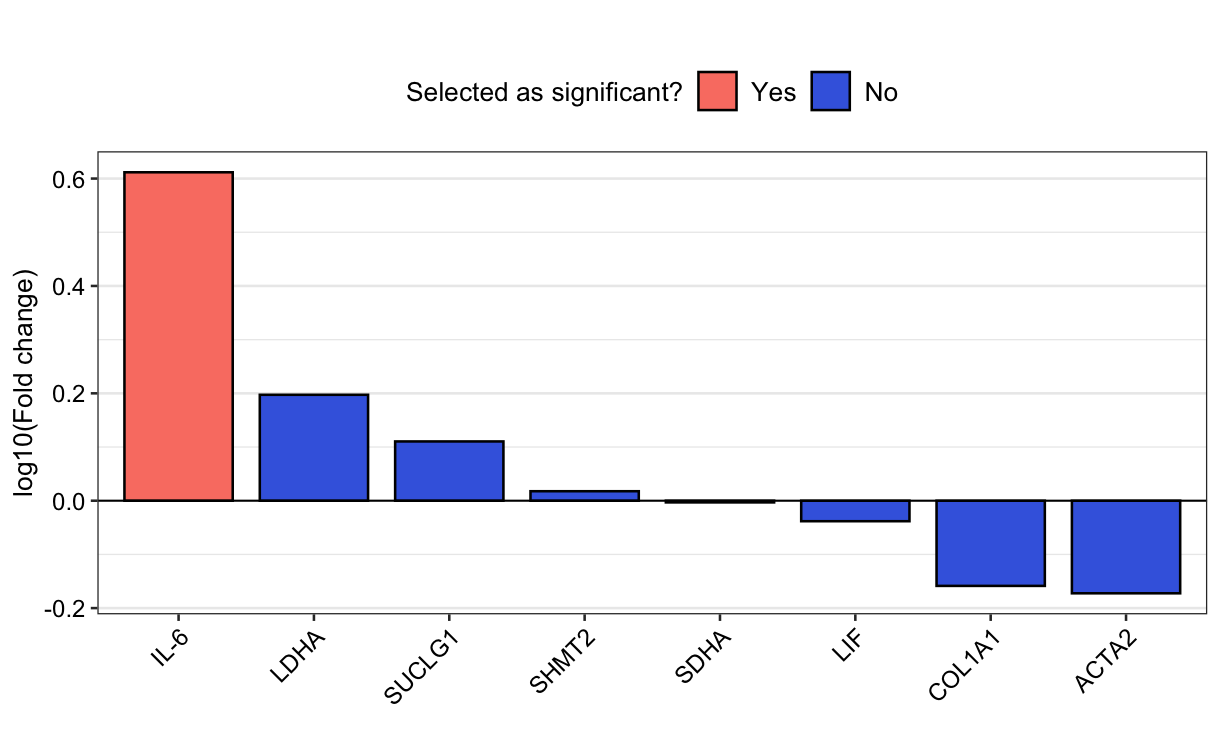 Selected as significant? Yes No
log10(Fold change)
0.6
0.4
0.2
0.0
-0.2
IL-6
LDHA
SUCLG1
SHMT2
SDHA
LIF
COL1A1
ACTA2